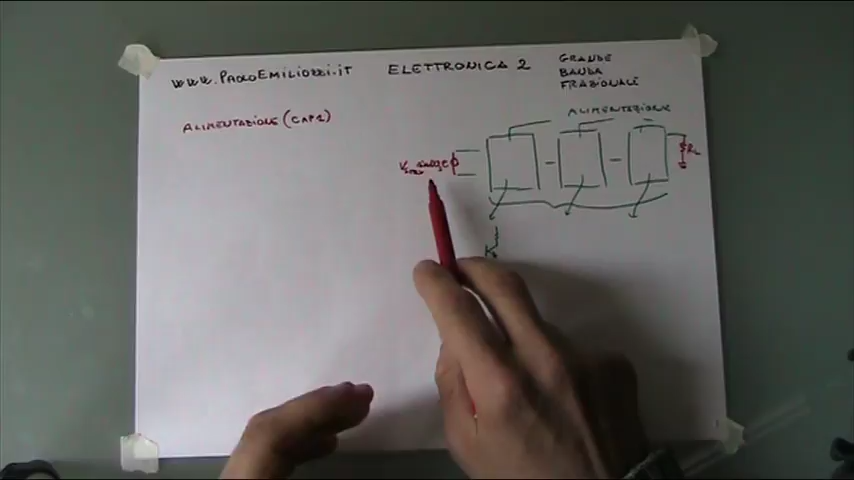 www.PaoloEmiliozzi.iT
ELETTRONICA 2
GRANDE
BANDA
FRAZIONALE
ALIMENTAZIONE (CAP1)
ALIMENTAZIONE
RL